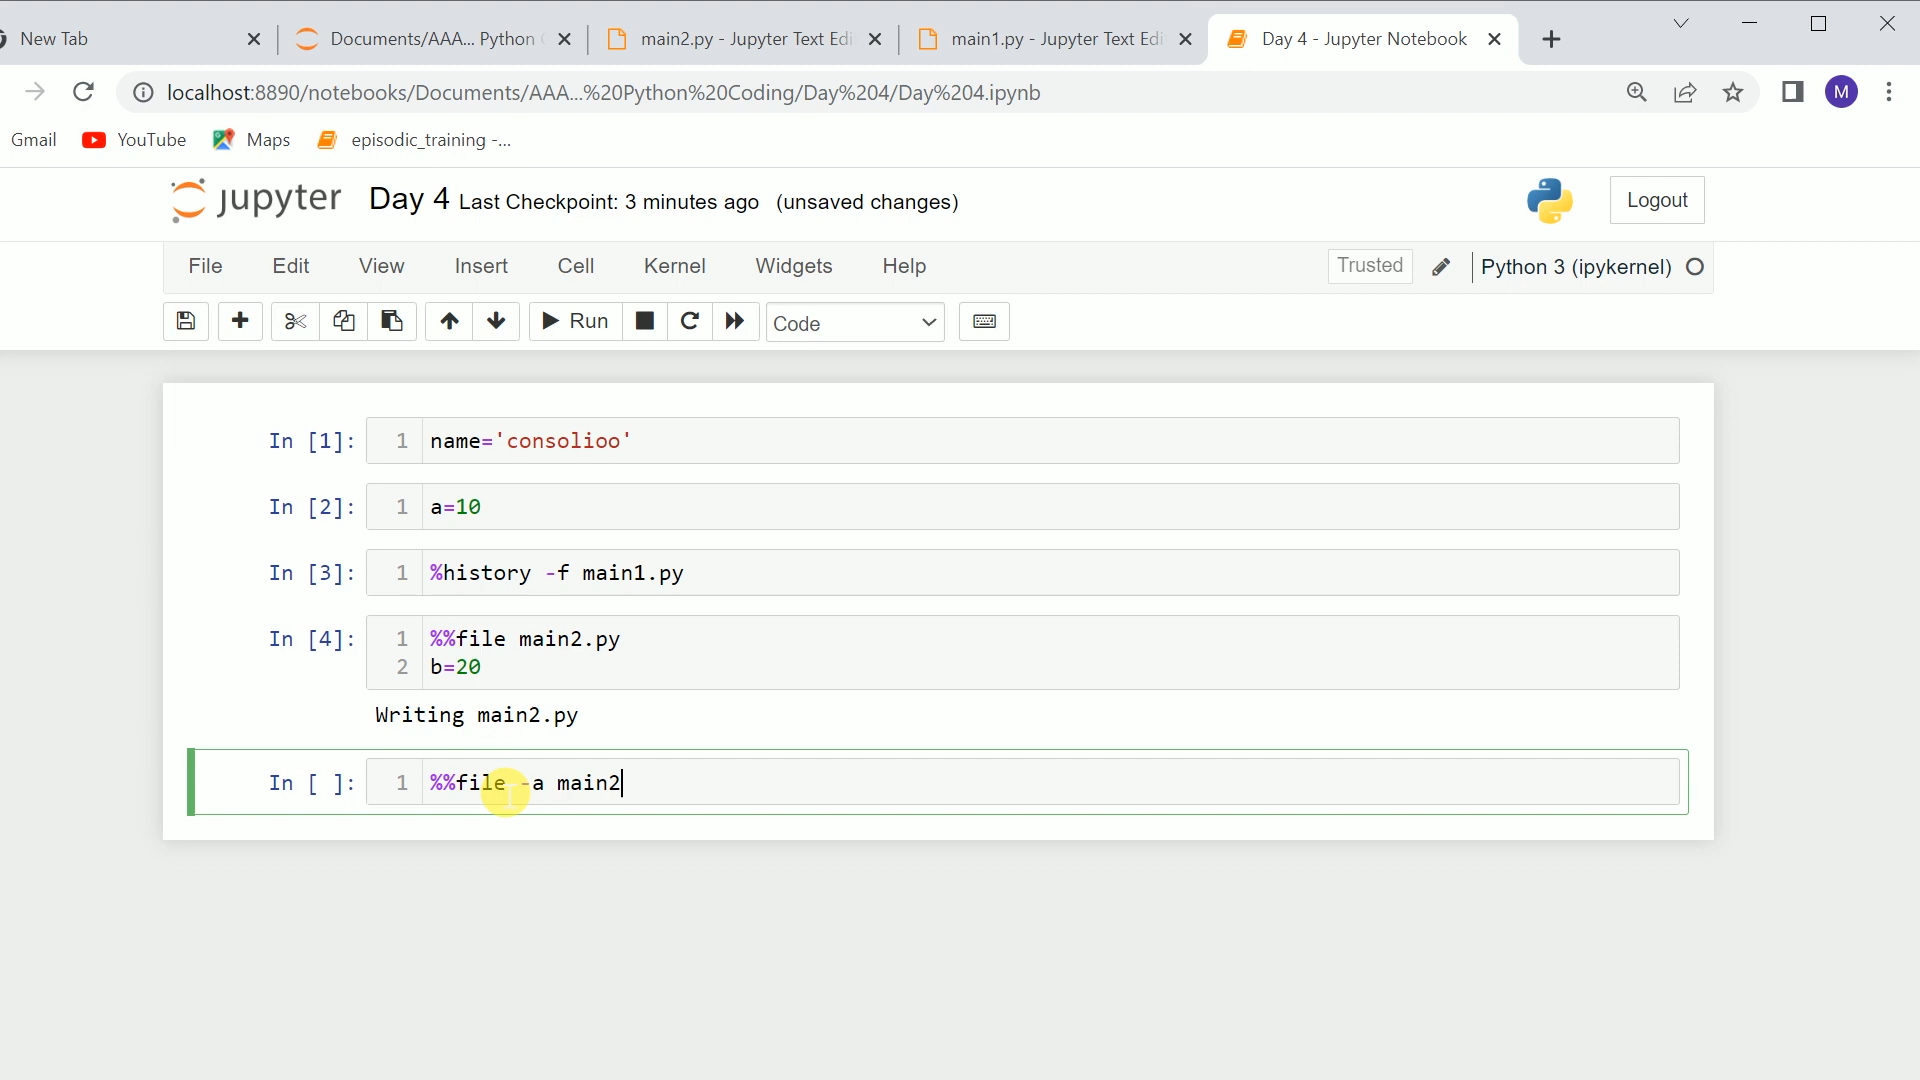 New Tab
Documents/AAA... Python
main2.py - Jupyter Text Edi
main1.py - Jupyter Text Edi
Day 4 - Jupyter Notebook
localhost:8890/notebooks/Documents/AAA...%20Python%20Coding/Day%204/Day%204.ipynb
M
Gmail
YouTube
Maps
episodic_training -...
jupyter Day 4 Last Checkpoint: 3 minutes ago (unsaved changes)
Logout
File Edit View Insert Cell Kernel Widgets Help
Trusted
Python 3 (ipykernel)
Run
Code
In [1]: 1 name='consolioo'
In [2]: 1 a=10
In [3]: 1 %history -f main1.py
In [4]: 1 %%file main2.py
2 b=20
Writing main2.py
In [ ]: 1 %%file -a main2